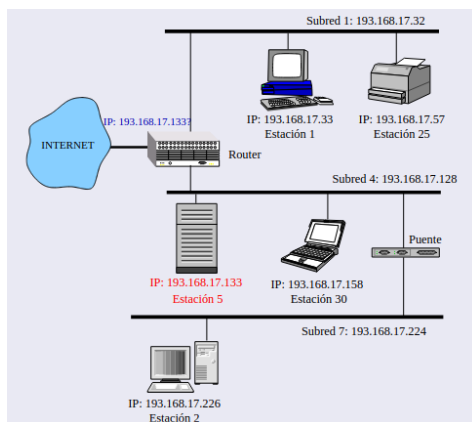 Subred 1: 193.168.17.32
IP: 193.168.17.133?
IP: 193.168.17.33
Estación 1
IP: 193.168.17.57
Estación 25
INTERNET
Router
Subred 4: 193.168.17.128
Puente
IP: 193.168.17.133
Estación 5
IP: 193.168.17.158
Estación 30
Subred 7: 193.168.17.224
IP: 193.168.17.226
Estación 2